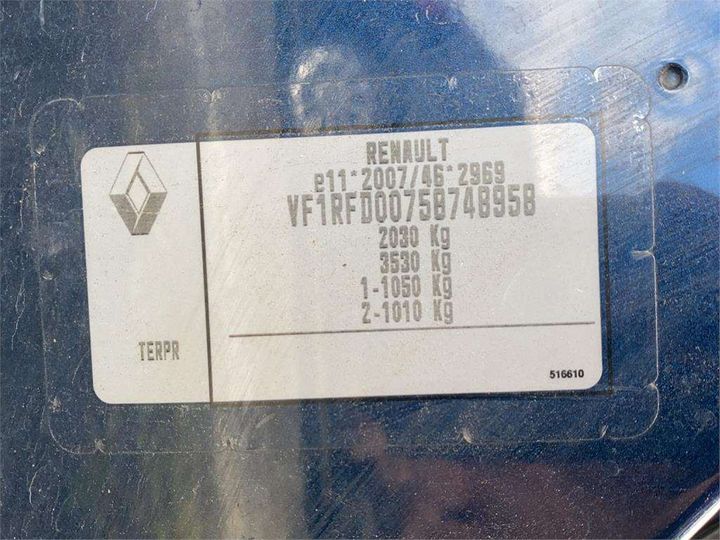 RENAULT
e11*2007/46*2969
VF1RFD00758748958
2030 Kg
3530 Kg
1-1050 Kg
2-1010 Kg
TERPR
516610